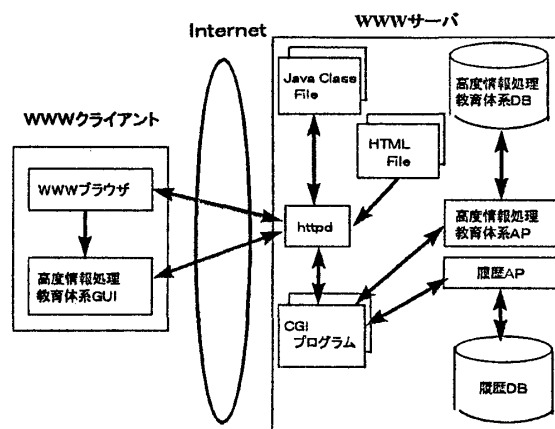 Internet
WWWサーバ
Java Class
File
高度情報処理
教育体系DB
WWWクライアント
HTML
File
WWWブラウザ
httpd
高度情報処理
教育体系AP
高度情報処理
教育体系GUI
履歴AP
CGI
プログラム
履歴DB